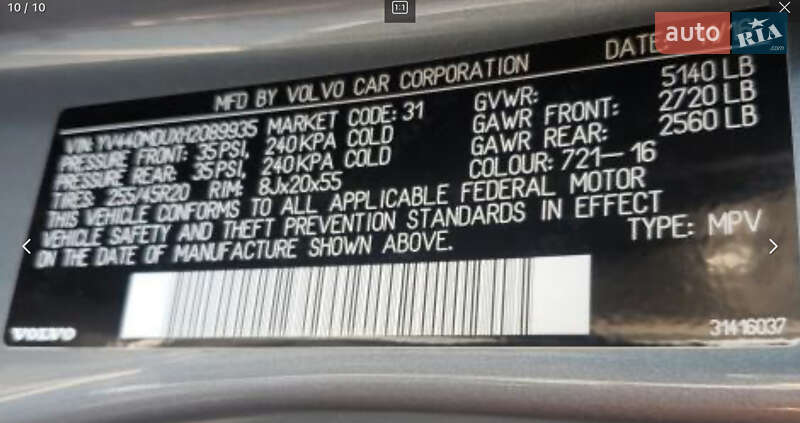 10 / 10
1:1
auto RIA .com
MFD BY VOLVO CAR CORPORATION DATE:
VIN: YV440MDUXH2089935 MARKET CODE: 31 GVWR: 5140 LB
PRESSURE FRONT: 35 PSI, 240 KPA COLD GAWR FRONT: 2720 LB
PRESSURE REAR: 35 PSI, 240 KPA COLD GAWR REAR: 2560 LB
TIRES: 255/45R20 RIM: 8Jx20x55 COLOUR: 721-16
THIS VEHICLE CONFORMS TO ALL APPLICABLE FEDERAL MOTOR
VEHICLE SAFETY AND THEFT PREVENTION STANDARDS IN EFFECT
ON THE DATE OF MANUFACTURE SHOWN ABOVE. TYPE: MPV
VOLVO 31416037